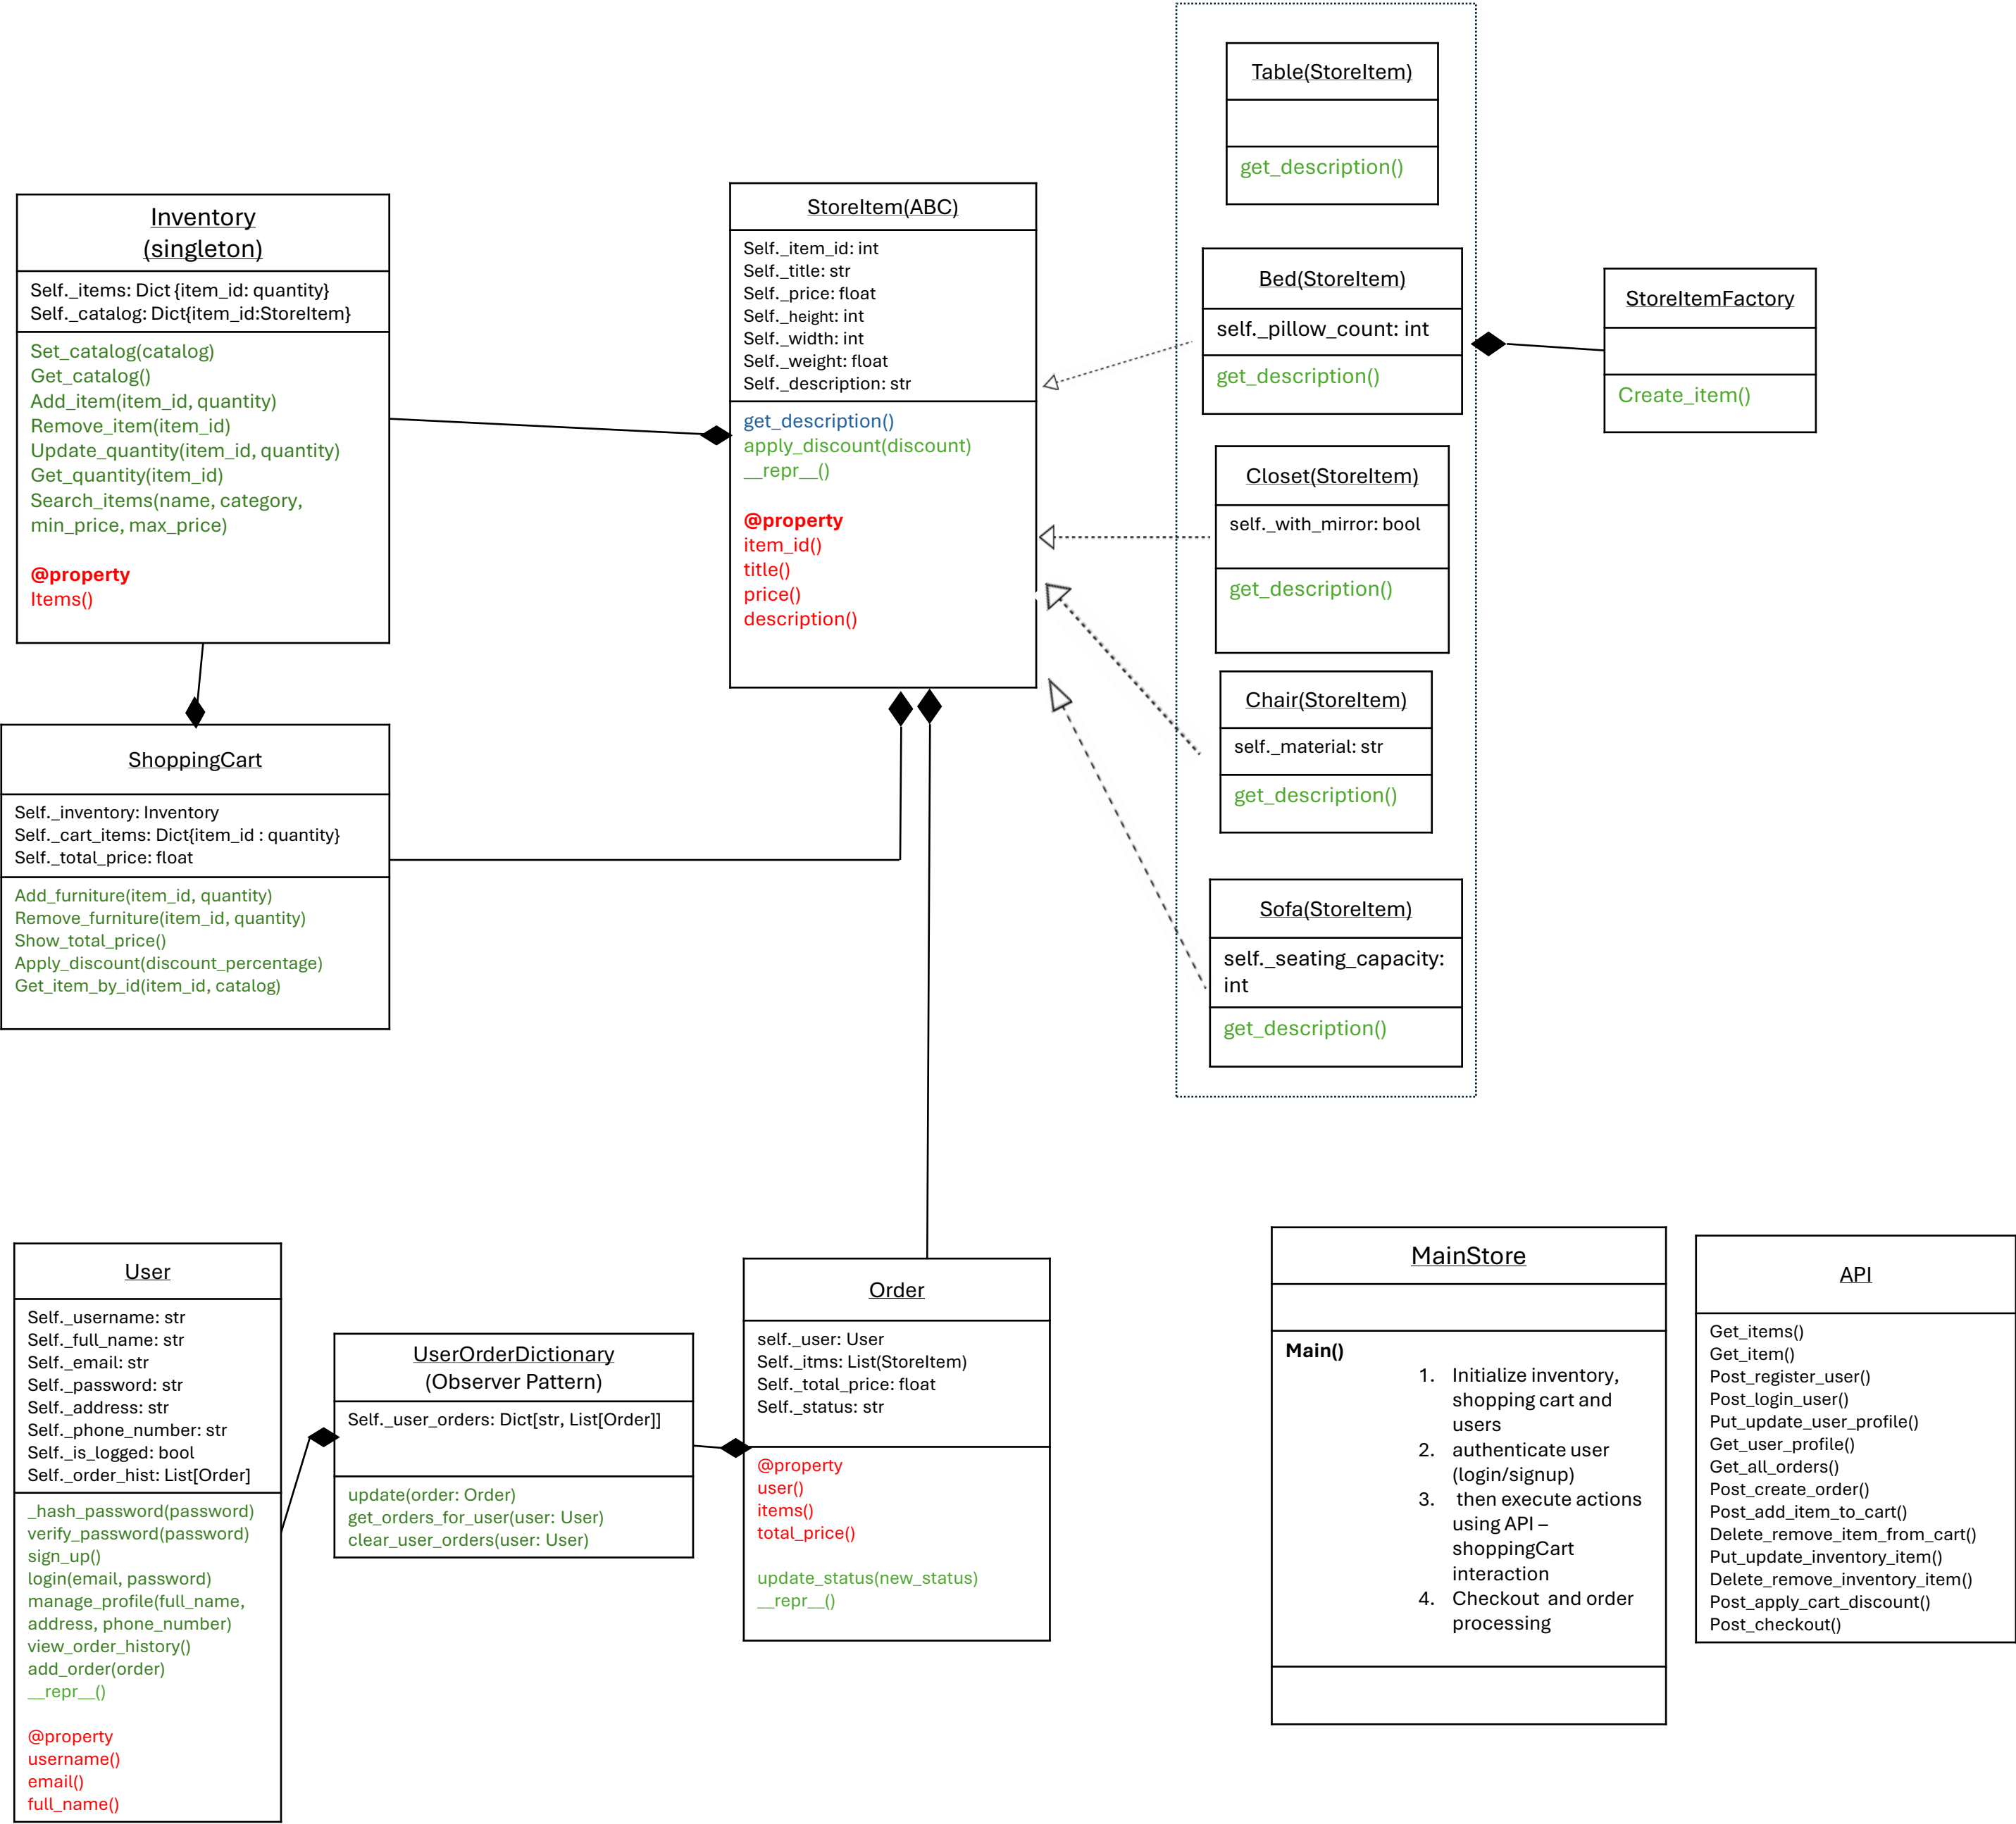 Table(StoreItem)
get_description()
Bed(StoreItem)
self._pillow_count: int
get_description()
Closet(StoreItem)
self._with_mirror: bool
get_description()
Chair(StoreItem)
self._material: str
get_description()
Sofa(StoreItem)
self._seating_capacity:
int
get_description()
StoreItemFactory
Create_item()
Inventory
(singleton)
Self._items: Dict {item_id: quantity}
Self._catalog: Dict{item_id:StoreItem}
Set_catalog(catalog)
Get_catalog()
Add_item(item_id, quantity)
Remove_item(item_id)
Update_quantity(item_id, quantity)
Get_quantity(item_id)
Search_items(name, category,
min_price, max_price)
@property
Items()
StoreItem(ABC)
Self._item_id: int
Self._title: str
Self._price: float
Self._height: int
Self._width: int
Self._weight: float
Self._description: str
get_description()
apply_discount(discount)
__repr__()
@property
item_id()
title()
price()
description()
ShoppingCart
Self._inventory: Inventory
Self._cart_items: Dict{item_id : quantity}
Self._total_price: float
Add_furniture(item_id, quantity)
Remove_furniture(item_id, quantity)
Show_total_price()
Apply_discount(discount_percentage)
Get_item_by_id(item_id, catalog)
User
Self._username: str
Self._full_name: str
Self._email: str
Self._password: str
Self._address: str
Self._phone_number: str
Self._is_logged: bool
Self._order_hist: List[Order]
_hash_password(password)
verify_password(password)
sign_up()
login(email, password)
manage_profile(full_name,
address, phone_number)
view_order_history()
add_order(order)
__repr__()
@property
username()
email()
full_name()
UserOrderDictionary
(Observer Pattern)
Self._user_orders: Dict[str, List[Order]]
update(order: Order)
get_orders_for_user(user: User)
clear_user_orders(user: User)
Order
self._user: User
Self._itms: List(StoreItem)
Self._total_price: float
Self._status: str
@property
user()
items()
total_price()
update_status(new_status)
__repr__()
MainStore
Main()
1. Initialize inventory,
shopping cart and
users
2. authenticate user
(login/signup)
3. then execute actions
using API –
shoppingCart
interaction
4. Checkout and order
processing
API
Get_items()
Get_item()
Post_register_user()
Post_login_user()
Put_update_user_profile()
Get_user_profile()
Get_all_orders()
Post_create_order()
Post_add_item_to_cart()
Delete_remove_item_from_cart()
Put_update_inventory_item()
Delete_remove_inventory_item()
Post_apply_cart_discount()
Post_checkout()